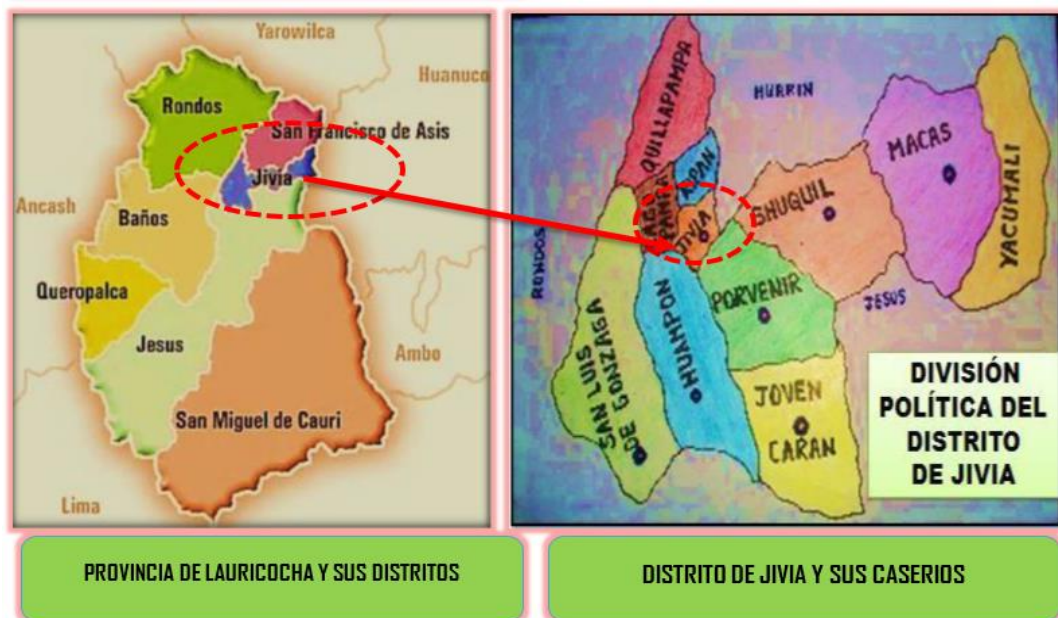 Yarowilca
Huanuco
Rondos
San Francisco de Asis
Jivia
Ancash
Baños
Queropalca
Jesus
Ambo
San Miguel de Cauri
Lima
QUILLAPAMPA
HUARIN
MACAS
YACUMALI
PAMPA
JIVIA
SHUQUIL
RONDOS
PORVENIR
JESUS
HUAMPON
SAN LUIS
DE GONZAGA
JOVEN
CARAN
DIVISIÓN
POLÍTICA DEL
DISTRITO
DE JIVIA
PROVINCIA DE LAURICOCHA Y SUS DISTRITOS
DISTRITO DE JIVIA Y SUS CASERIOS